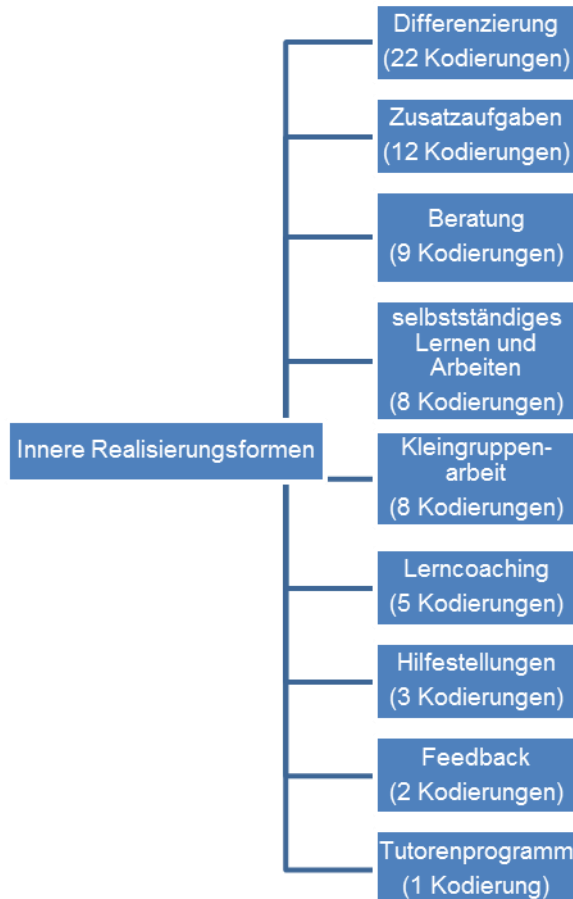 Differenzierung
(22 Kodierungen)
Zusatzaufgaben
(12 Kodierungen)
Beratung
(9 Kodierungen)
selbstständiges
Lernen und
Arbeiten
(8 Kodierungen)
Innere Realisierungsformen
Kleingruppen-
arbeit
(8 Kodierungen)
Lerncoaching
(5 Kodierungen)
Hilfestellungen
(3 Kodierungen)
Feedback
(2 Kodierungen)
Tutorenprogramm
(1 Kodierung)